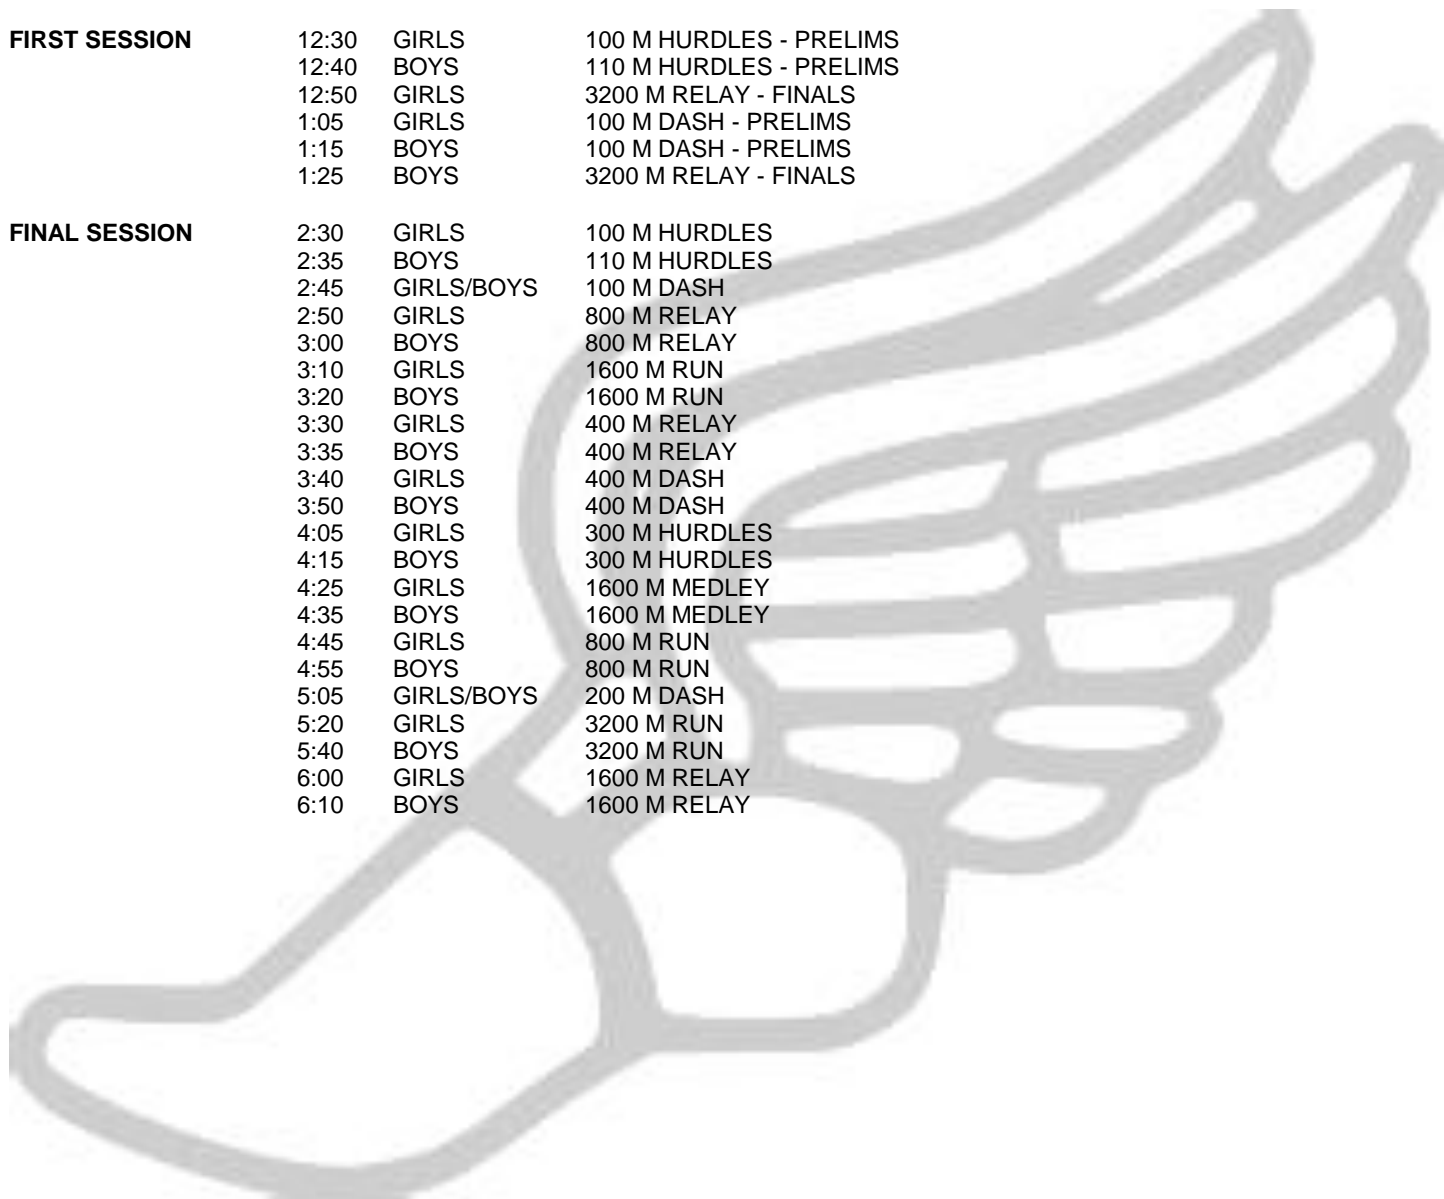 FIRST SESSION 12:30 GIRLS 100 M HURDLES - PRELIMS
12:40 BOYS 110 M HURDLES - PRELIMS
12:50 GIRLS 3200 M RELAY - FINALS
1:05 GIRLS 100 M DASH - PRELIMS
1:15 BOYS 100 M DASH - PRELIMS
1:25 BOYS 3200 M RELAY - FINALS
FINAL SESSION 2:30 GIRLS 100 M HURDLES
2:35 BOYS 110 M HURDLES
2:45 GIRLS/BOYS 100 M DASH
2:50 GIRLS 800 M RELAY
3:00 BOYS 800 M RELAY
3:10 GIRLS 1600 M RUN
3:20 BOYS 1600 M RUN
3:30 GIRLS 400 M RELAY
3:35 BOYS 400 M RELAY
3:40 GIRLS 400 M DASH
3:50 BOYS 400 M DASH
4:05 GIRLS 300 M HURDLES
4:15 BOYS 300 M HURDLES
4:25 GIRLS 1600 M MEDLEY
4:35 BOYS 1600 M MEDLEY
4:45 GIRLS 800 M RUN
4:55 BOYS 800 M RUN
5:05 GIRLS/BOYS 200 M DASH
5:20 GIRLS 3200 M RUN
5:40 BOYS 3200 M RUN
6:00 GIRLS 1600 M RELAY
6:10 BOYS 1600 M RELAY